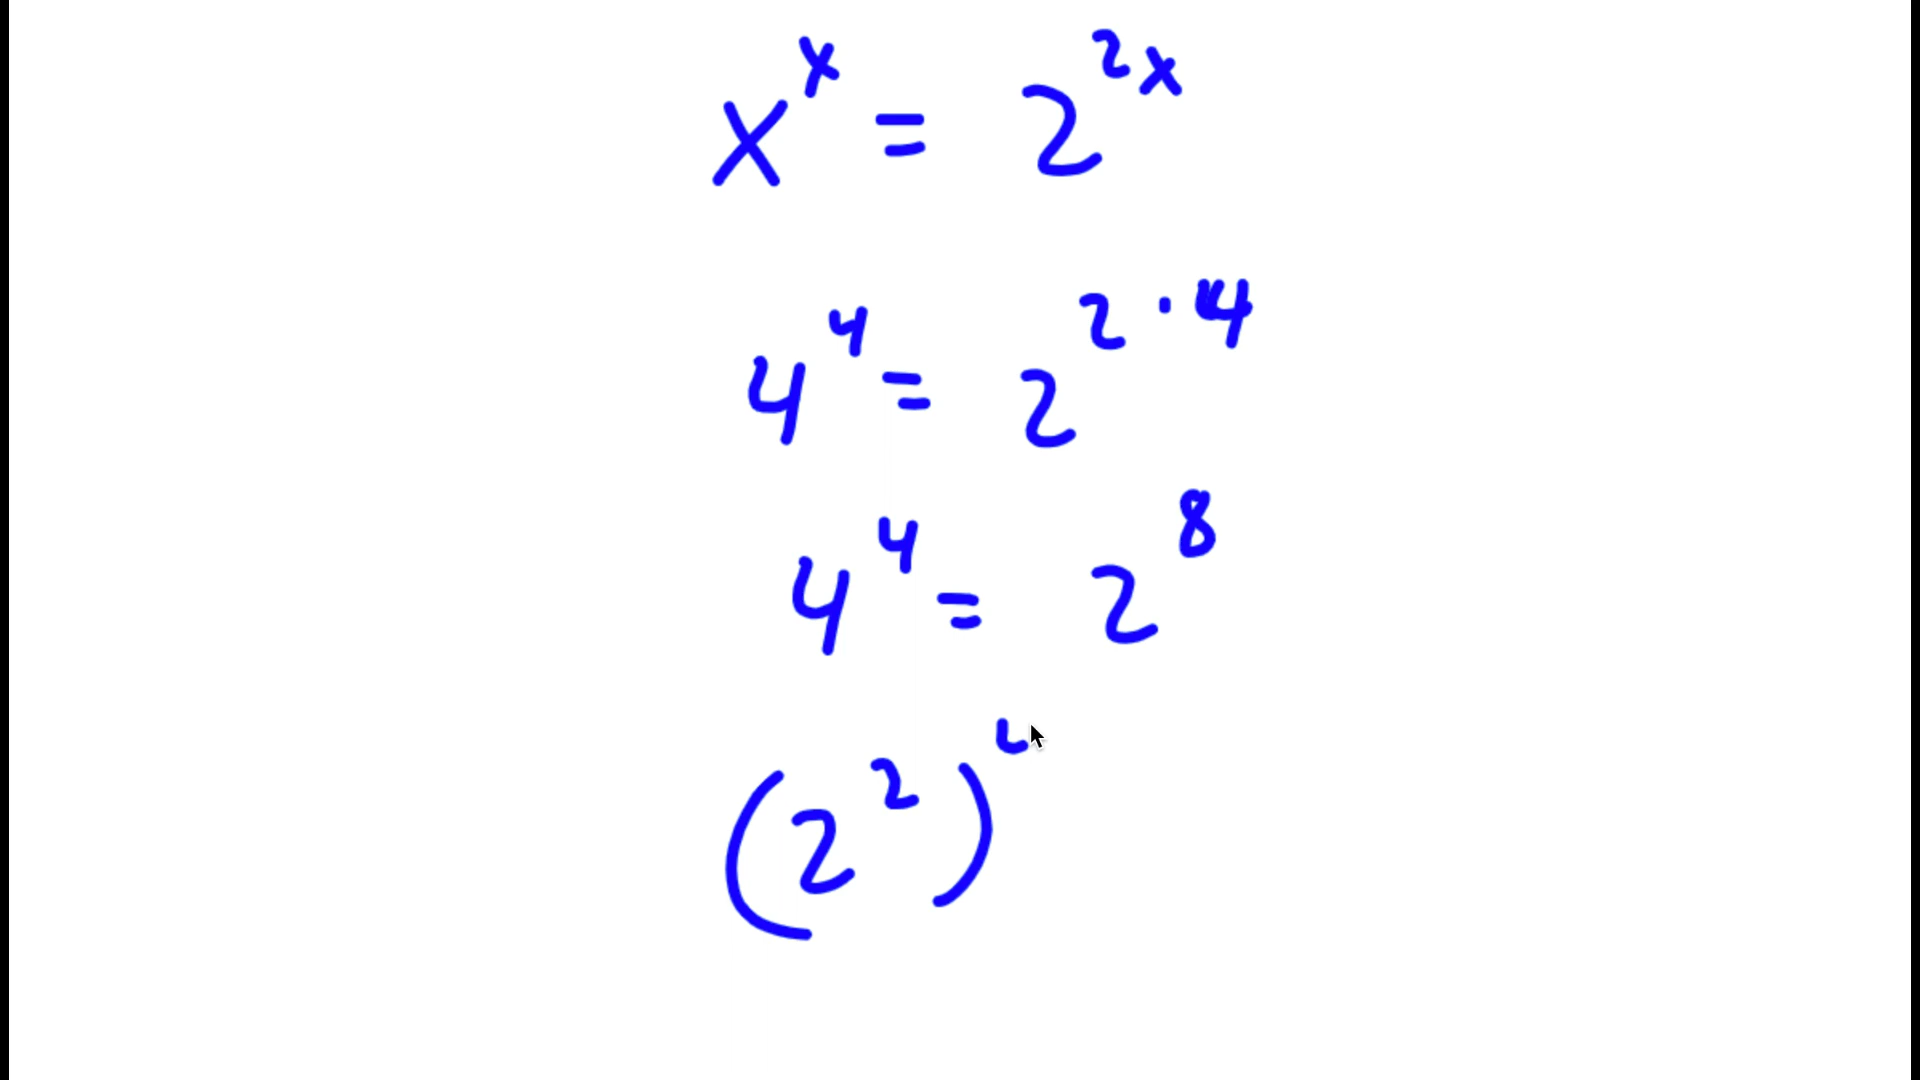 x^x = 2^{2x}
4^4 = 2^{2·4}
4^4 = 2^8
(2^2)